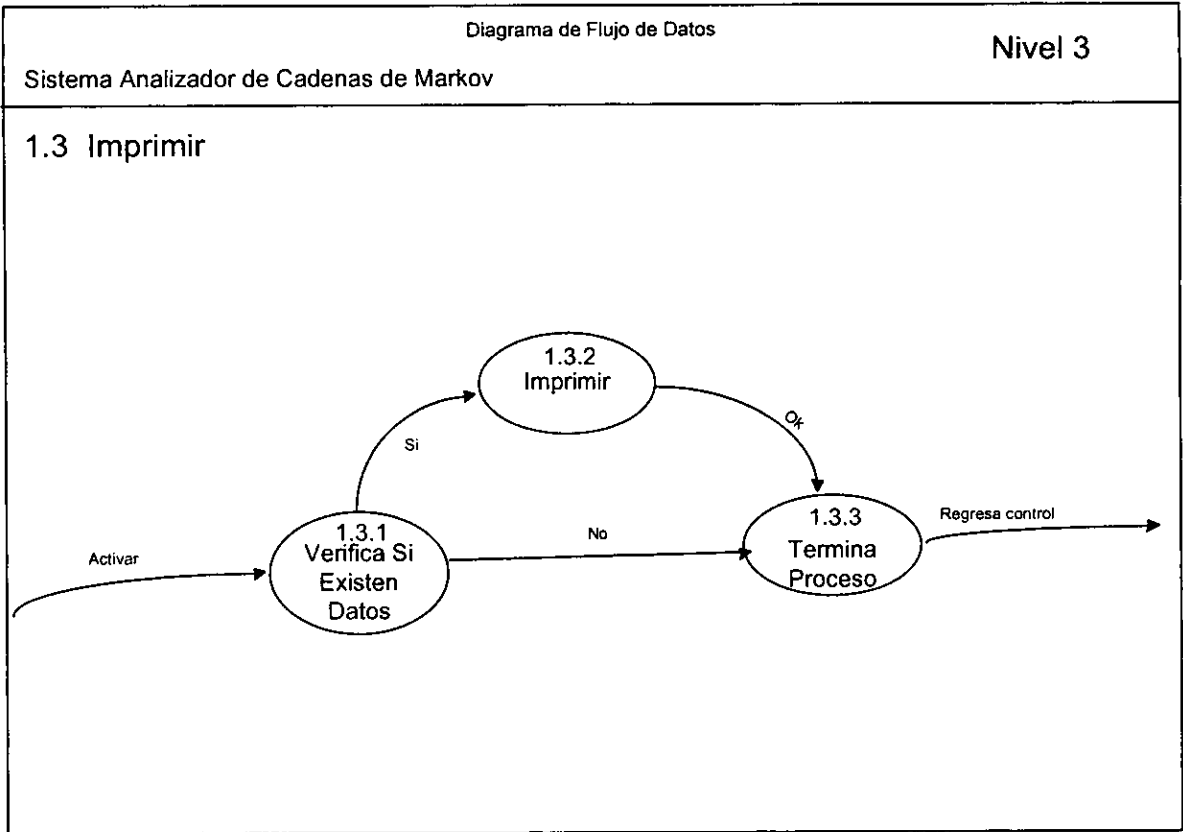 Diagrama de Flujo de Datos
Nivel 3
Sistema Analizador de Cadenas de Markov
1.3 Imprimir
1.3.2
Imprimir
Ok
Si
1.3.1
Verifica Si
Existen
Datos
No
1.3.3
Termina
Proceso
Activar
Regresa control